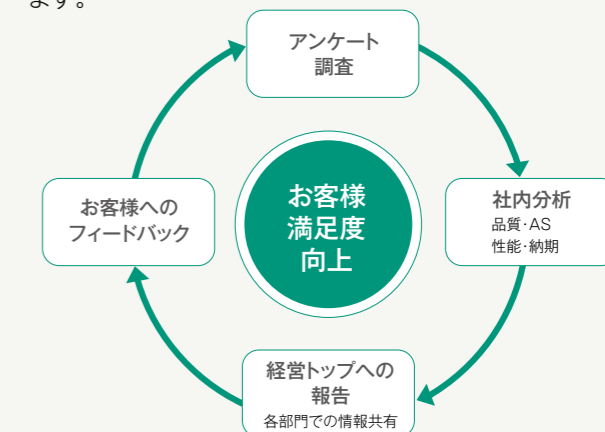 ます。
アンケート
調査
社内分析
品質・AS
性能・納期
経営トップへの
報告
各部門での情報共有
お客様への
フィードバック
お客様
満足度
向上